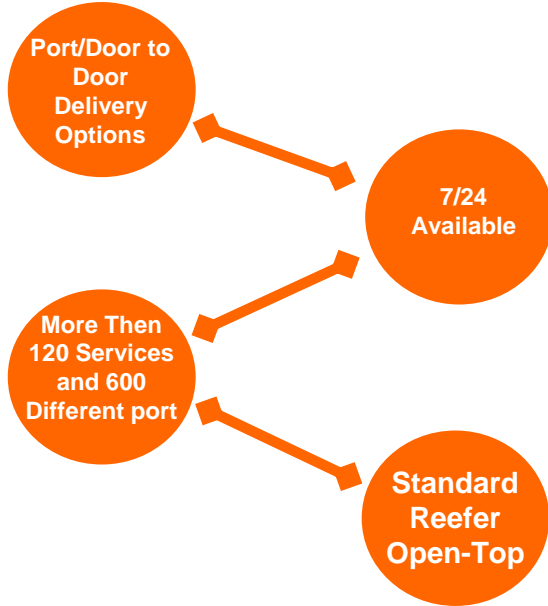 Port/Door to
Door
Delivery
Options
7/24
Available
More Then
120 Services
and 600
Different port
Standard
Reefer
Open-Top